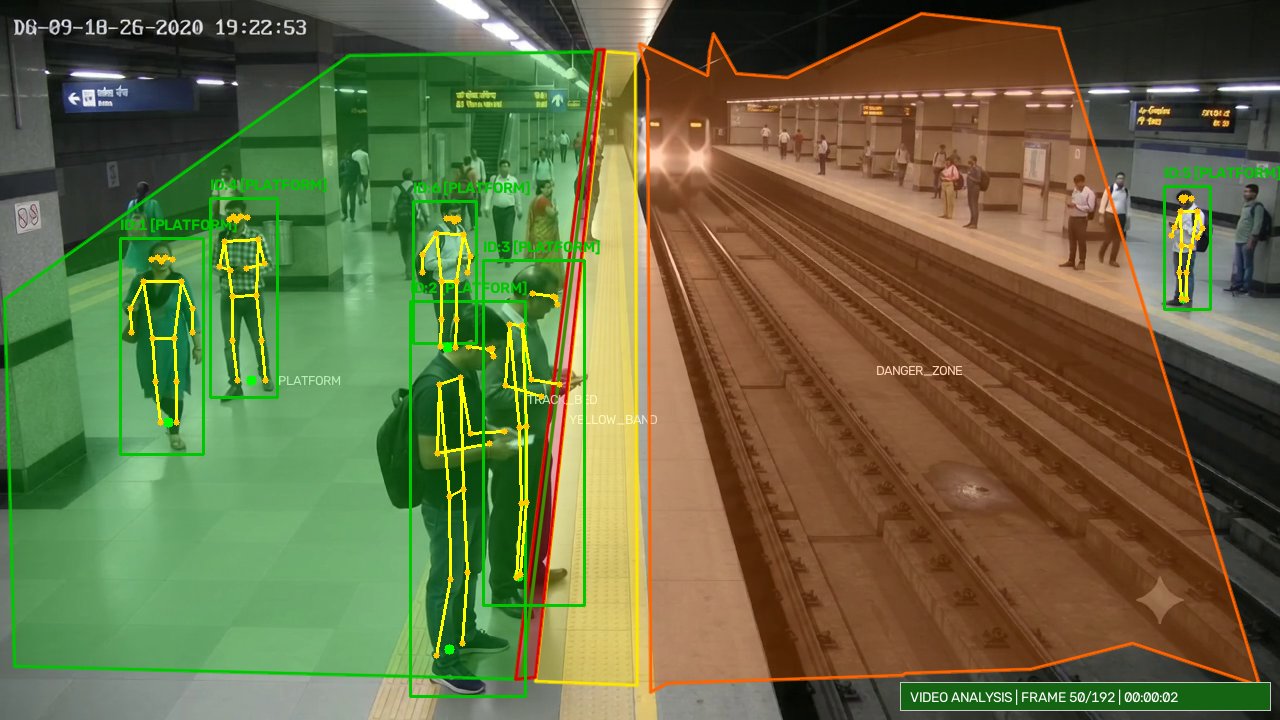 D6-09-18-26-2020 19:22:53
ID:5 [PLATFORM]
ID:4 [PLATFORM]
ID:6 [PLATFORM]
ID:1 [PLATFORM]
ID:3 [PLATFORM]
ID:2 [PLATFORM]
DANGER_ZONE
PLATFORM
TRACK_BED
YELLOW_BAND
VIDEO ANALYSIS | FRAME 50/192 | 00:00:02